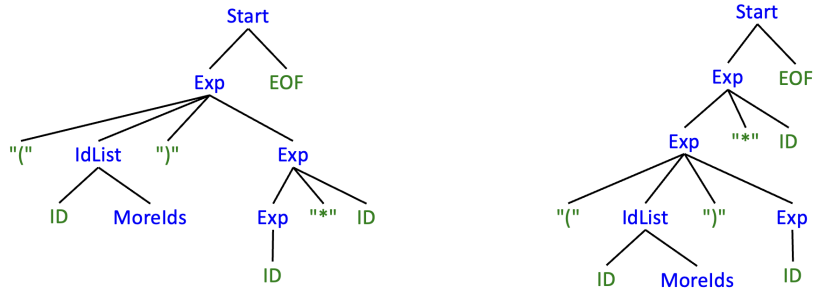 Start Start
Exp EOF Exp EOF
"(" IdList ")" Exp Exp "*" ID
ID MoreIds Exp "*" ID "(" IdList ")" Exp
ID ID MoreIds ID